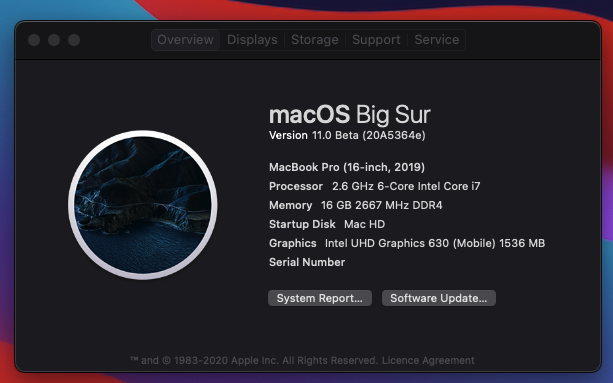 Overview Displays Storage Support Service
macOS Big Sur
Version 11.0 Beta (20A5364e)
MacBook Pro (16-inch, 2019)
Processor 2.6 GHz 6-Core Intel Core i7
Memory 16 GB 2667 MHz DDR4
Startup Disk Mac HD
Graphics Intel UHD Graphics 630 (Mobile) 1536 MB
Serial Number
System Report... Software Update...
™ and © 1983-2020 Apple Inc. All Rights Reserved. Licence Agreement